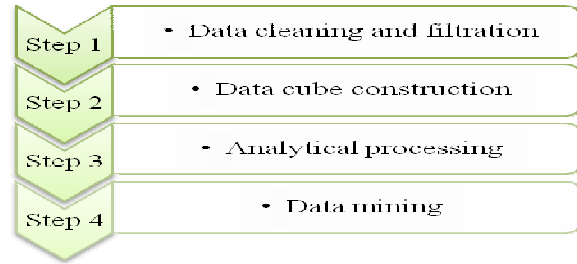 Step 1
• Data cleaning and filtration
Step 2
• Data cube construction
Step 3
• Analytical processing
Step 4
• Data mining